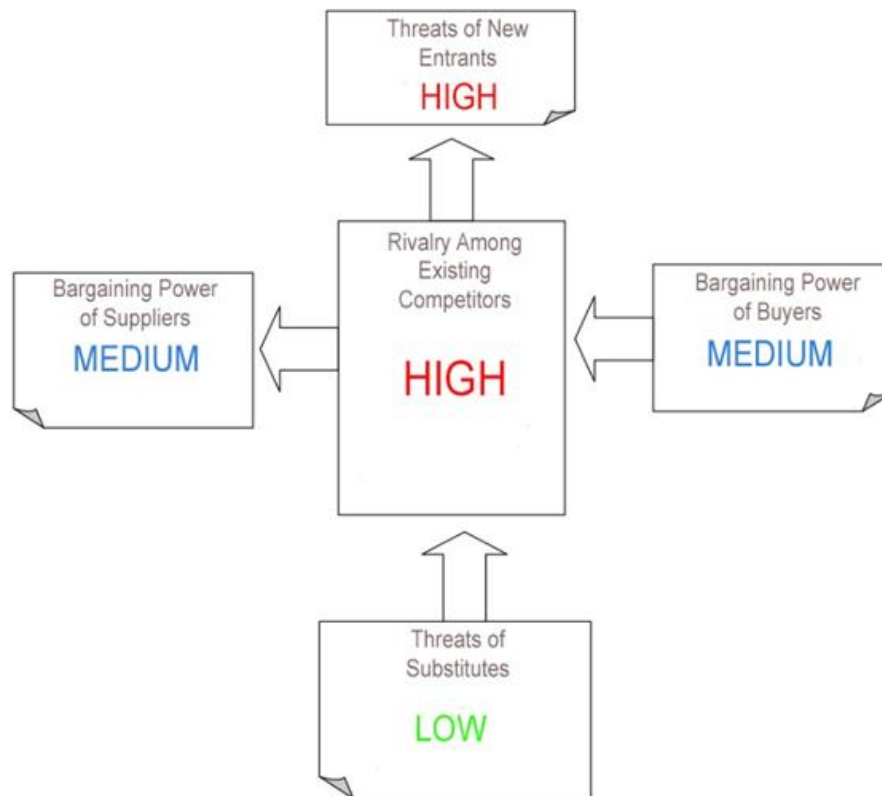 Threats of New
Entrants
HIGH
Rivalry Among
Existing
Competitors
HIGH
Bargaining Power
of Suppliers
MEDIUM
Bargaining Power
of Buyers
MEDIUM
Threats of
Substitutes
LOW